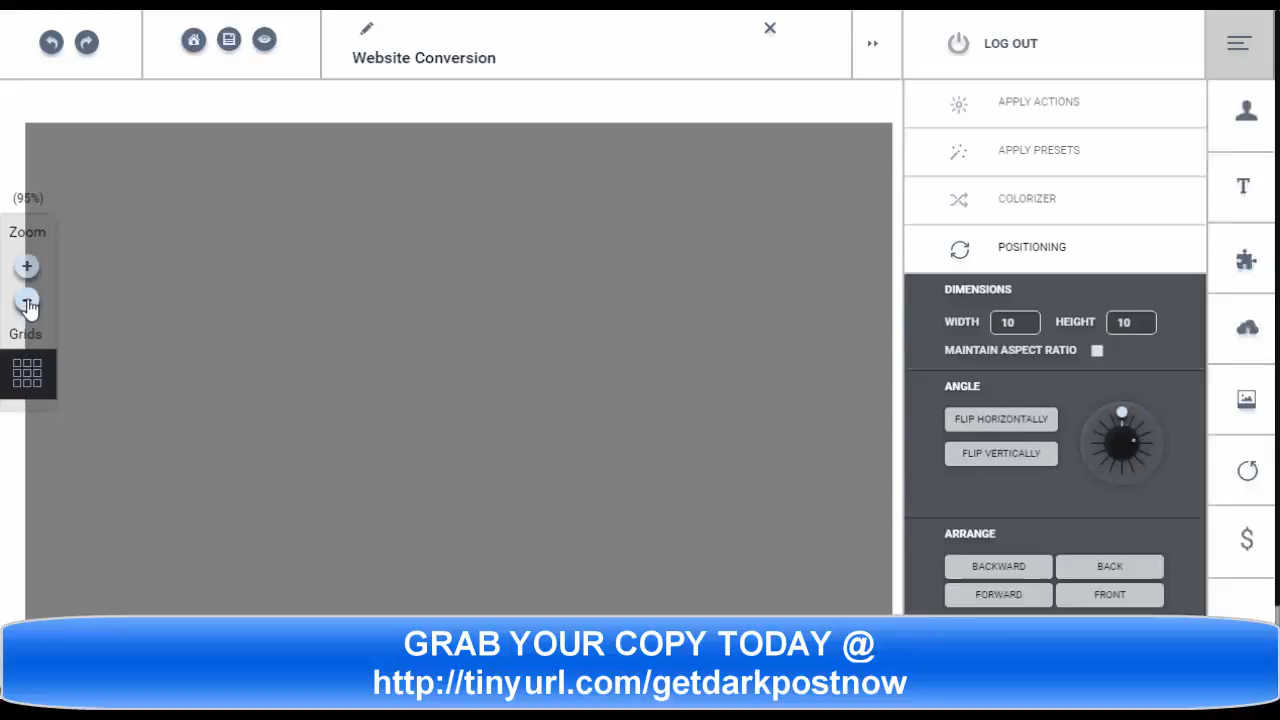 Website Conversion
LOG OUT
APPLY ACTIONS
APPLY PRESETS
COLORIZER
POSITIONING
DIMENSIONS
WIDTH 10 HEIGHT 10
MAINTAIN ASPECT RATIO
ANGLE
FLIP HORIZONTALLY
FLIP VERTICALLY
ARRANGE
BACKWARD BACK
FORWARD FRONT
(95%)
Zoom
Grids
T
$
GRAB YOUR COPY TODAY @
http://tinyurl.com/getdarkpostnow